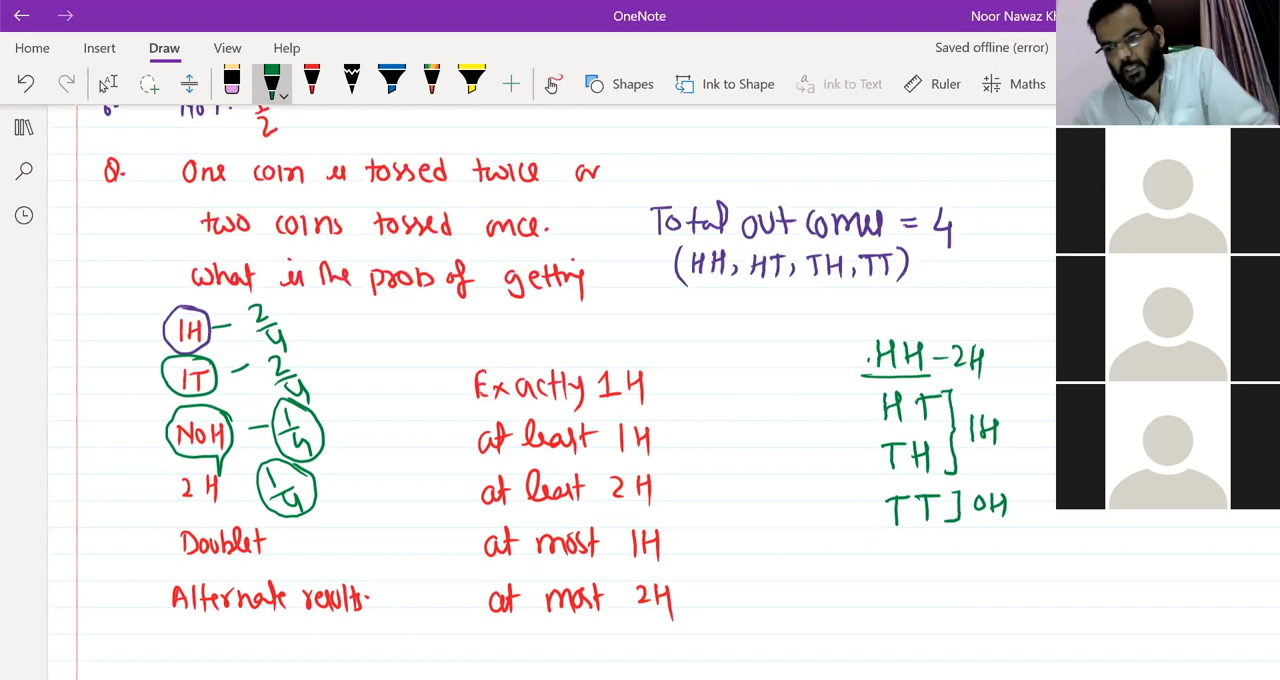 OneNote
Noor Nawaz Kh
Home Insert Draw View Help
Saved offline (error)
Shapes Ink to Shape Ink to Text Ruler Maths
1/2
Q. One coin is tossed twice or
two coins tossed once.
what is the prob of getting
Total out comes = 4
(HH, HT, TH, TT)
1H - 2/4
1T - 2/4
No H - 1/4
2H 1/4
Doublet
Alternate results.
Exactly 1H
at least 1H
at least 2H
at most 1H
at most 2H
HH - 2H
HT
TH ] 1H
TT ] 0H